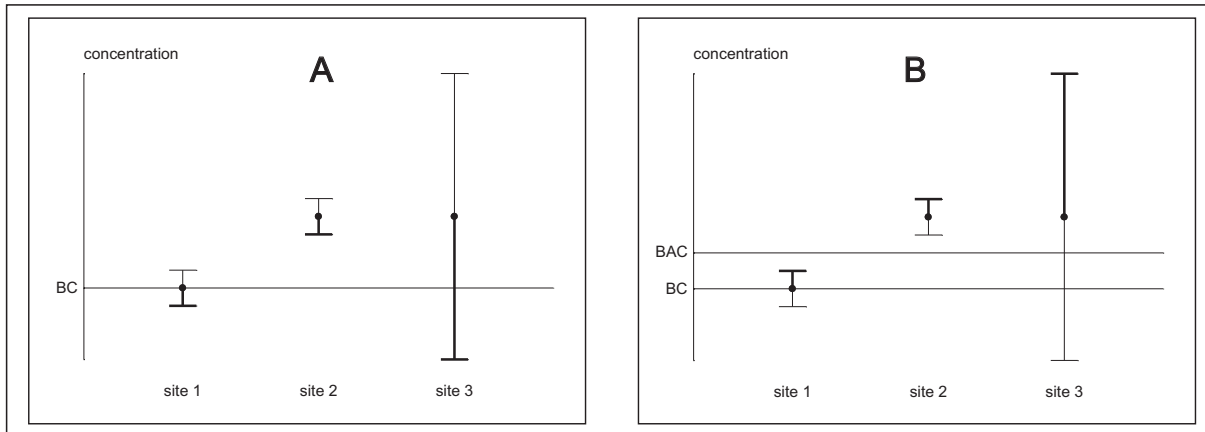 concentration
A
BC
site 1 site 2 site 3
concentration
B
BAC
BC
site 1 site 2 site 3